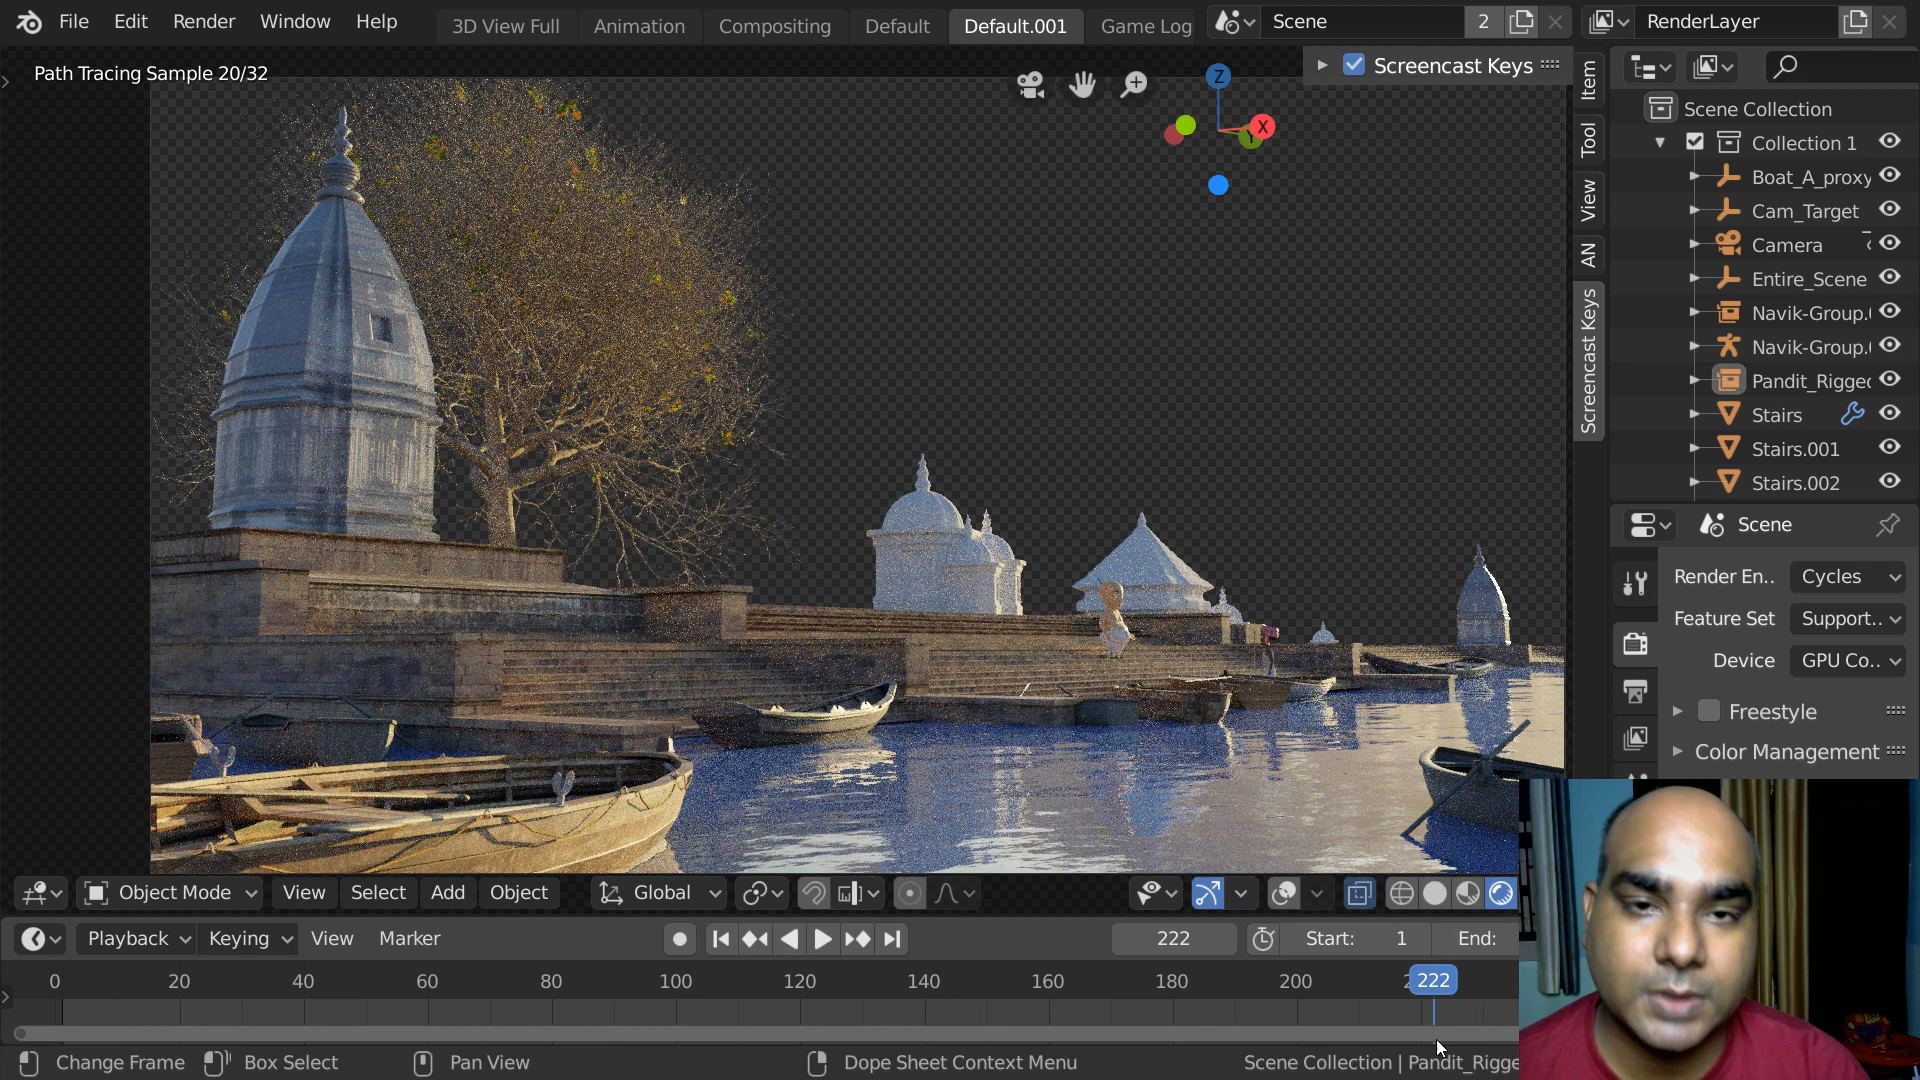 File Edit Render Window Help
3D View Full Animation Compositing Default Default.001 Game Log
Scene 2
RenderLayer
Path Tracing Sample 20/32
Screencast Keys
Z
X
Y
Item
Tool
View
AN
Screencast Keys
Scene Collection
Collection 1
Boat_A_proxy
Cam_Target
Camera
Entire_Scene
Navik-Group.
Navik-Group.
Pandit_Rigged
Stairs
Stairs.001
Stairs.002
Scene
Render En.. Cycles
Feature Set Support..
Device GPU Co..
Freestyle
Color Management
Object Mode View Select Add Object Global
Playback Keying View Marker 222 Start: 1 End:
0 20 40 60 80 100 120 140 160 180 200 222
Change Frame Box Select Pan View Dope Sheet Context Menu Scene Collection | Pandit_Rigge